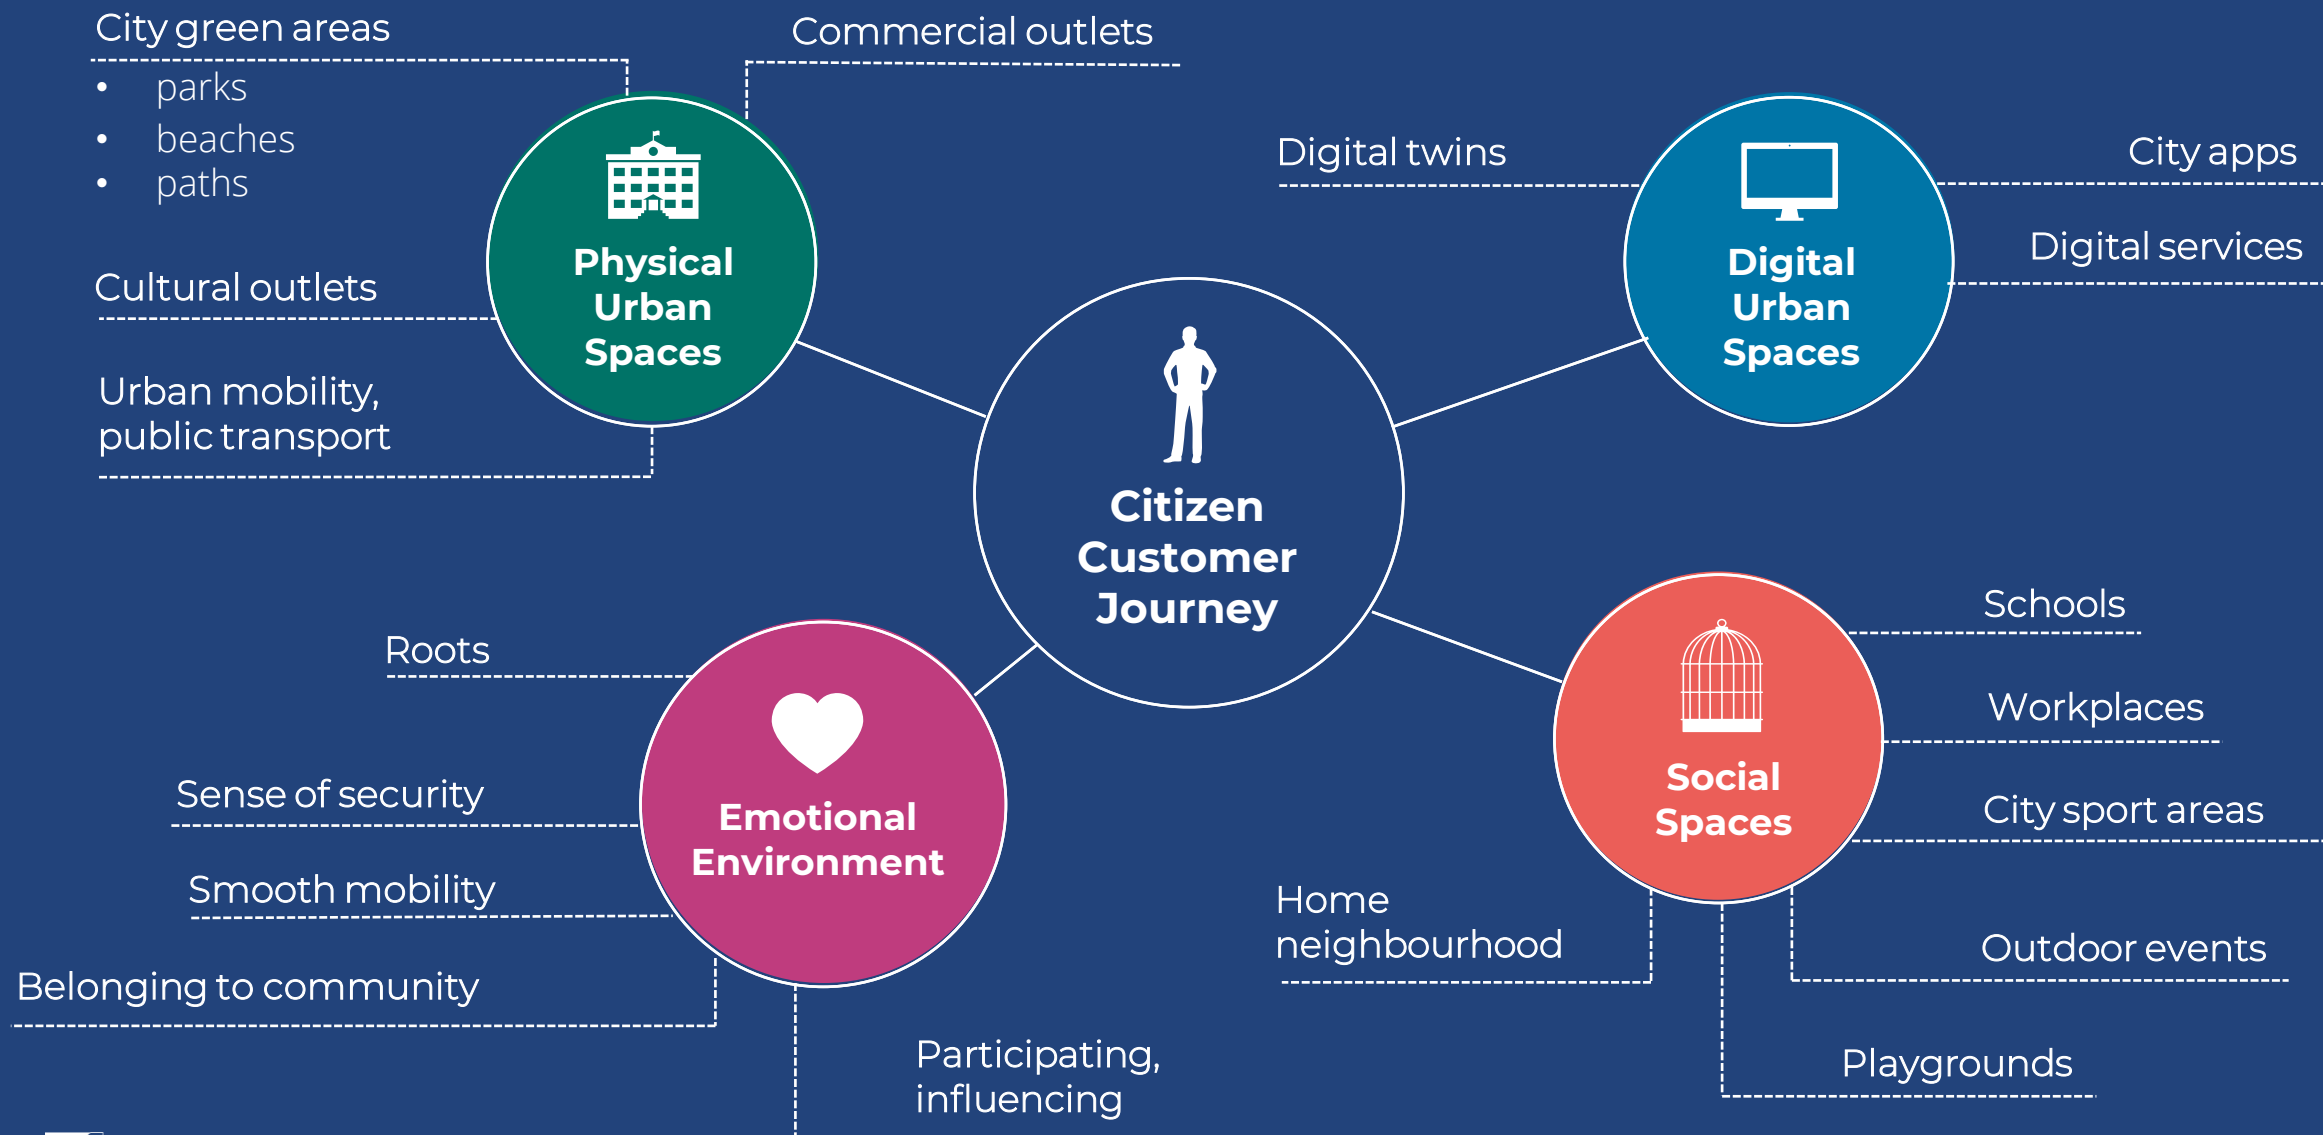 City green areas
• parks
• beaches
• paths
Cultural outlets
Urban mobility,
public transport
Commercial outlets
Physical
Urban
Spaces
Digital twins
Digital
Urban
Spaces
City apps
Digital services
Citizen
Customer
Journey
Roots
Sense of security
Smooth mobility
Belonging to community
Emotional
Environment
Participating,
influencing
Social
Spaces
Schools
Workplaces
City sport areas
Home
neighbourhood
Outdoor events
Playgrounds